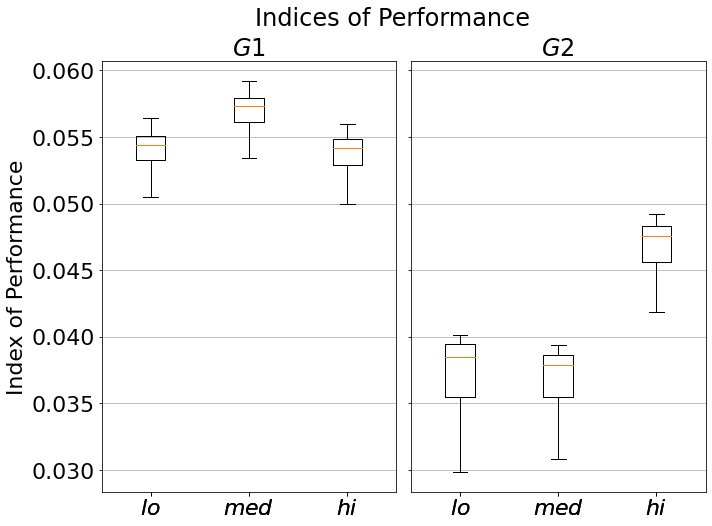 Indices of Performance
G1
G2
Index of Performance
0.060
0.055
0.050
0.045
0.040
0.035
0.030
lo med hi
lo med hi